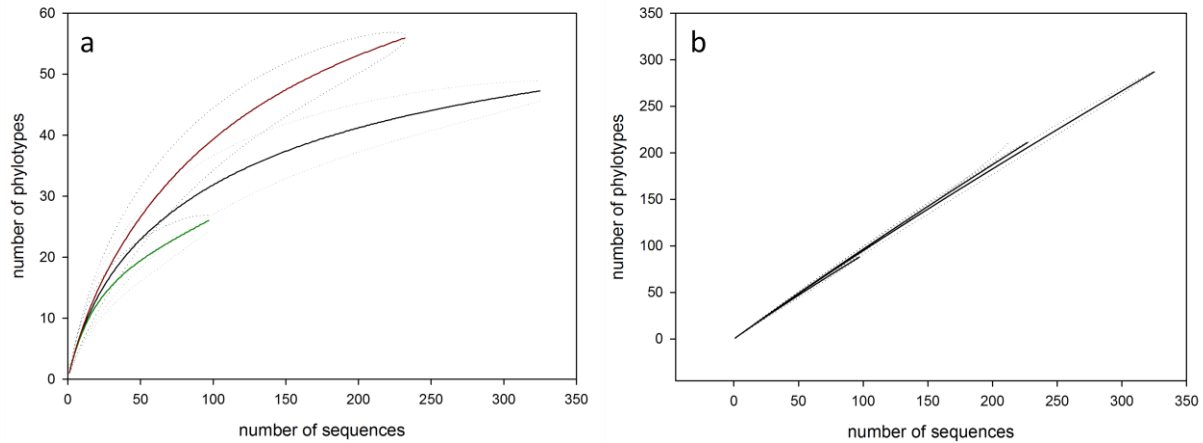 a
number of phylotypes
60
50
40
30
20
10
0
0 50 100 150 200 250 300 350
number of sequences
b
number of phylotypes
350
300
250
200
150
100
50
0
0 50 100 150 200 250 300 350
number of sequences